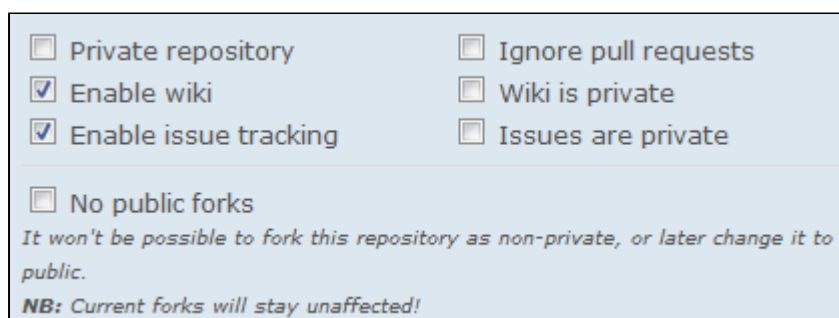 Private repository
Ignore pull requests
Enable wiki
Wiki is private
Enable issue tracking
Issues are private
No public forks
It won't be possible to fork this repository as non-private, or later change it to
public.
NB: Current forks will stay unaffected!